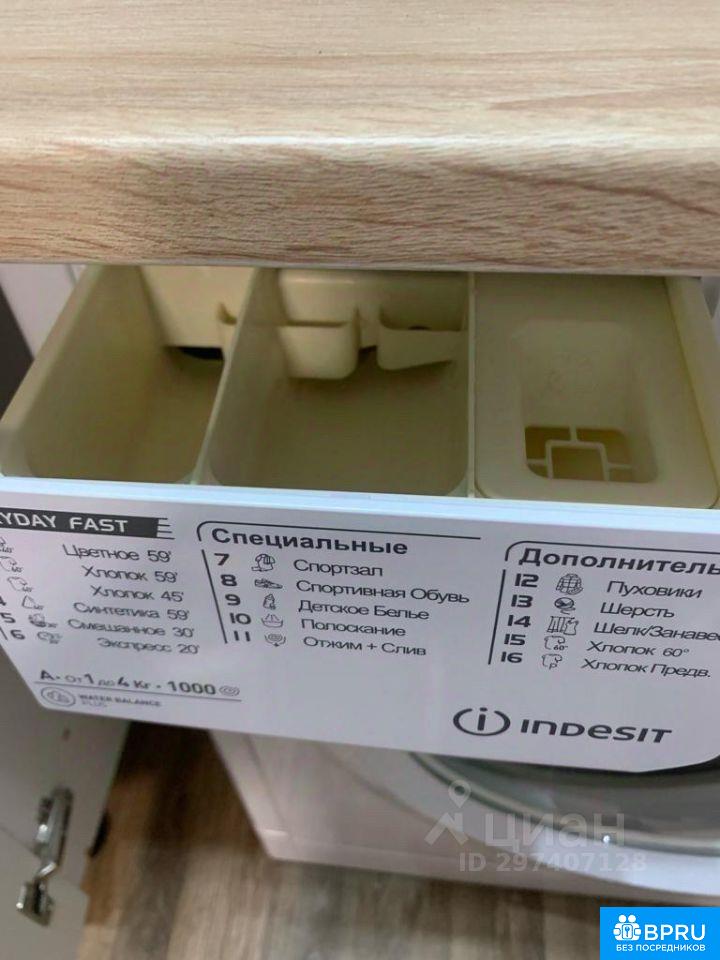 YDAY FAST
Цветное 59'
Хлопок 59'
Хлопок 45'
Синтетика 59'
5 Смешанное 30'
6 Экспресс 20'
А - от 1 до 4 кг - 1000
WATER BALANCE
PLUS
Специальные
7 Спортзал
8 Спортивная Обувь
9 Детское Белье
10 Полоскание
11 Отжим + Слив
Дополнитель
12 Пуховики
13 Шерсть
14 Шелк/Занавес
15 Хлопок 60°
16 Хлопок Предв.
indesit
циан
ID 297407128
BPRU
БЕЗ ПОСРЕДНИКОВ